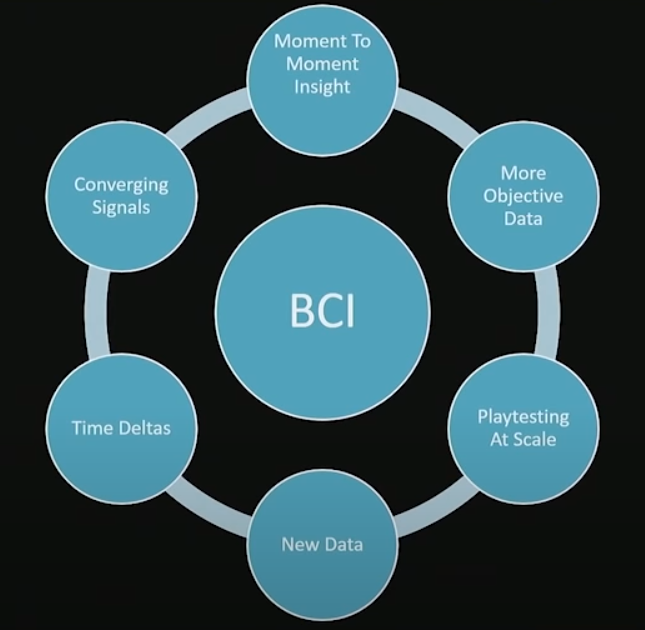 Moment To
Moment
Insight
More
Objective
Data
Playtesting
At Scale
New Data
Time Deltas
Converging
Signals
BCI